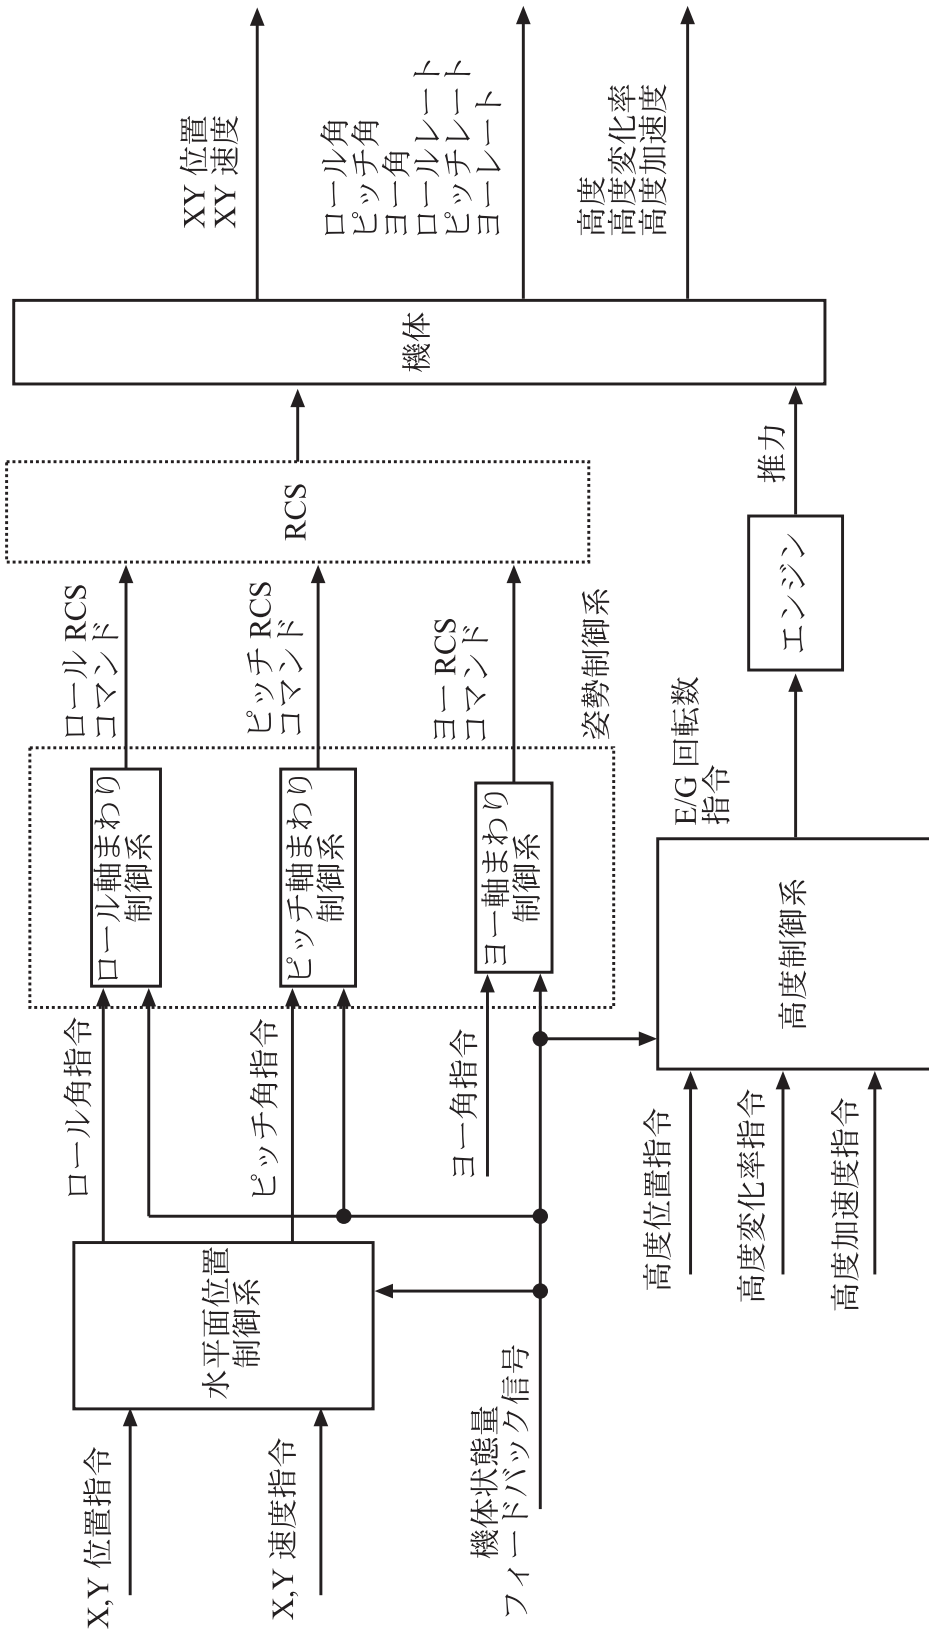 X,Y 位置指令
X,Y 速度指令
機体状態量
フィードバック信号
水平面位置
制御系
ロール角指令
ピッチ角指令
ヨー角指令
ロール軸まわり
制御系
ピッチ軸まわり
制御系
ヨー軸まわり
制御系
姿勢制御系
ロール RCS
コマンド
ピッチ RCS
コマンド
ヨー RCS
コマンド
RCS
高度位置指令
高度変化率指令
高度加速度指令
高度制御系
E/G 回転数
指令
エンジン
推力
機体
XY 位置
XY 速度
ロール角
ピッチ角
ヨー角
ロールレート
ピッチレート
ヨーレート
高度
高度変化率
高度加速度